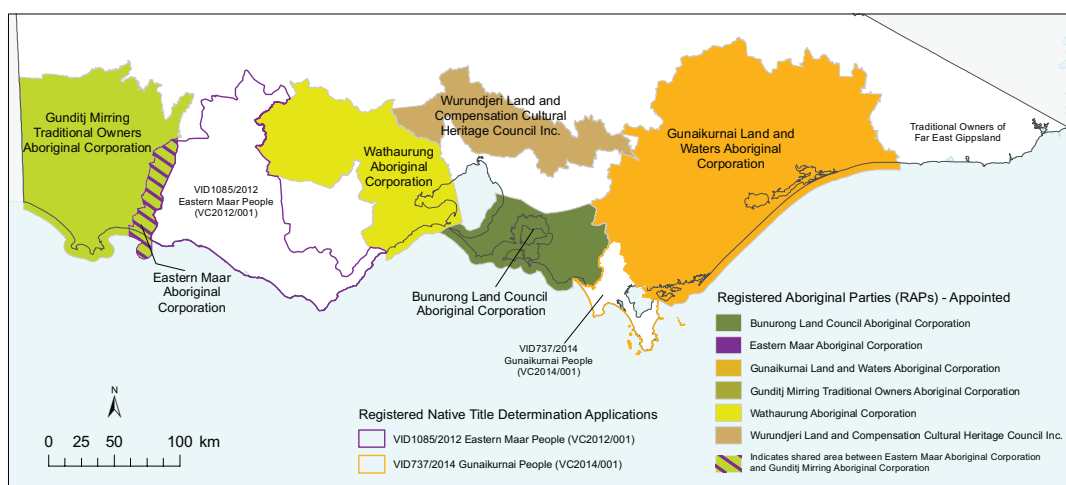 Gunditj Mirring
Traditional Owners
Aboriginal Corporation
VID1085/2012
Eastern Maar People
(VC2012/001)
Eastern Maar
Aboriginal
Corporation
Wathaurung
Aboriginal
Corporation
Wurundjeri Land and
Compensation Cultural
Heritage Council Inc.
Gunaikurnai Land and
Waters Aboriginal
Corporation
Traditional Owners of
Far East Gippsland
Bunurong Land Council
Aboriginal Corporation
VID737/2014
Gunaikurnai People
(VC2014/001)
N
0 25 50 100 km
Registered Native Title Determination Applications
VID1085/2012 Eastern Maar People (VC2012/001)
VID737/2014 Gunaikurnai People (VC2014/001)
Registered Aboriginal Parties (RAPs) - Appointed
Bunurong Land Council Aboriginal Corporation
Eastern Maar Aboriginal Corporation
Gunaikurnai Land and Waters Aboriginal Corporation
Gunditj Mirring Traditional Owners Aboriginal Corporation
Wathaurung Aboriginal Corporation
Wurundjeri Land and Compensation Cultural Heritage Council Inc.
Indicates shared area between Eastern Maar Aboriginal Corporation
and Gunditj Mirring Aboriginal Corporation